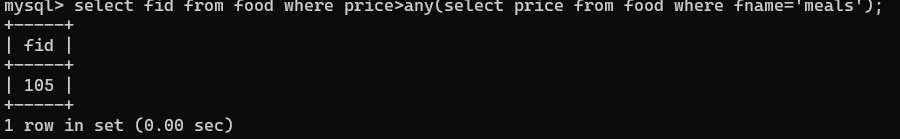 mysql> select fid from food where price>any(select price from food where fname='meals');
+-----+
| fid |
+-----+
| 105 |
+-----+
1 row in set (0.00 sec)